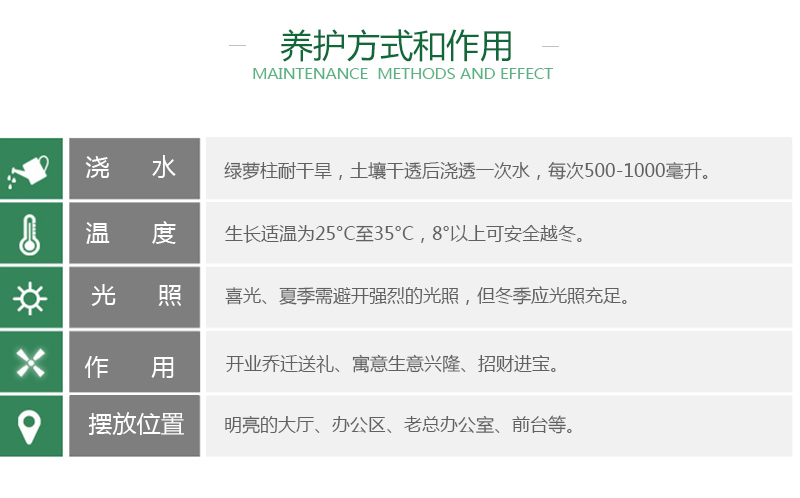 养护方式和作用
MAINTENANCE METHODS AND EFFECT
浇 水
绿萝柱耐干旱，土壤干透后浇透一次水，每次500-1000毫升。
温 度
生长适温为25°C至35°C，8°以上可安全越冬。
光 照
喜光、夏季需避开强烈的光照，但冬季应光照充足。
作 用
开业乔迁送礼、寓意生意兴隆、招财进宝。
摆放位置
明亮的大厅、办公区、老总办公室、前台等。